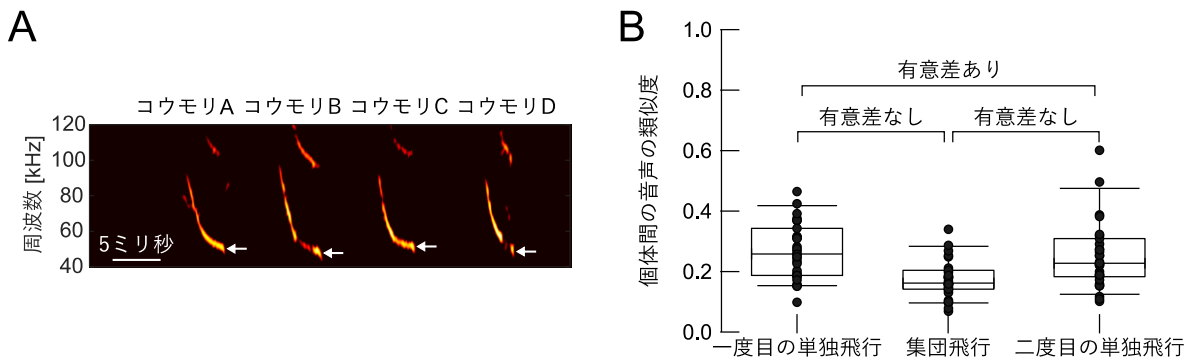 A
コウモリA コウモリB コウモリC コウモリD
周波数 [kHz]
120
100
80
60
40
5ミリ秒
B
個体間の音声の類似度
1.0
0.8
0.6
0.4
0.2
0.0
有意差あり
有意差なし 有意差なし
一度目の単独飛行 集団飛行 二度目の単独飛行